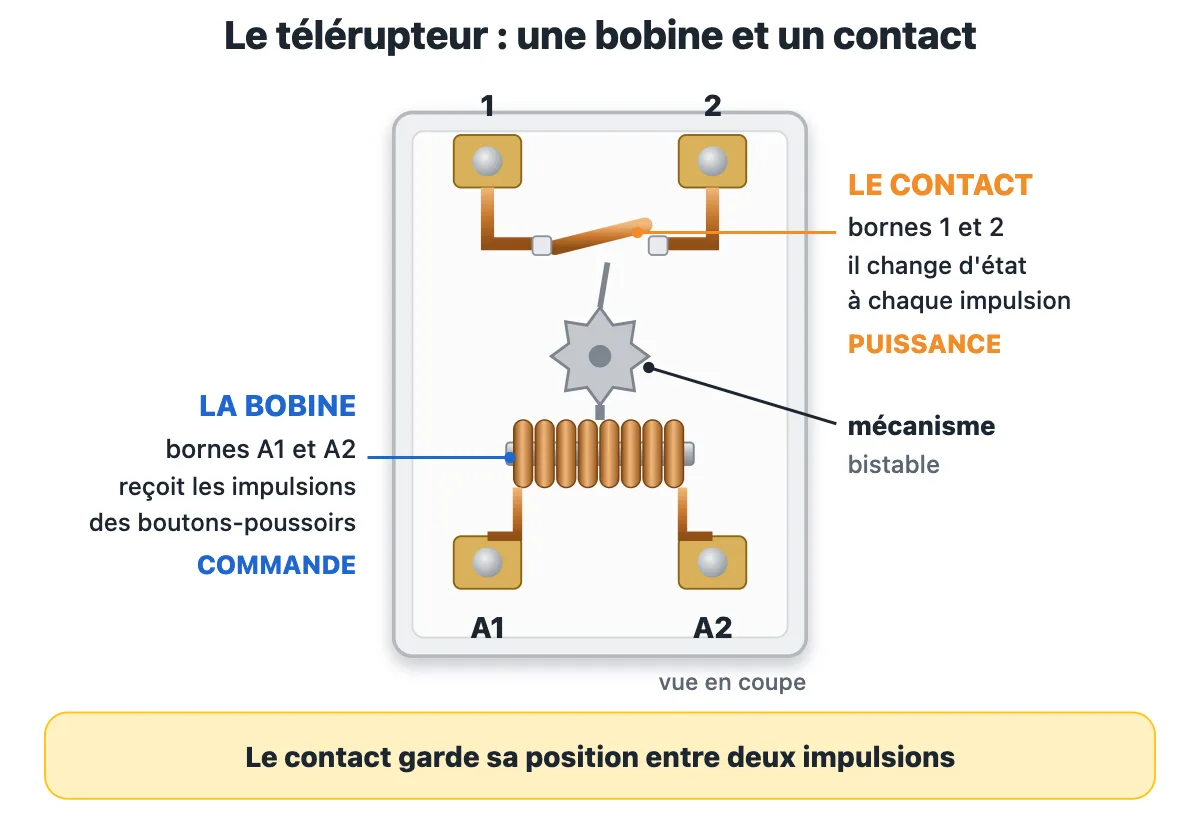 Le télérupteur : une bobine et un contact
1
2
LE CONTACT
bornes 1 et 2
il change d'état
à chaque impulsion
PUISSANCE
LA BOBINE
bornes A1 et A2
reçoit les impulsions
des boutons-poussoirs
COMMANDE
mécanisme
bistable
A1
A2
vue en coupe
Le contact garde sa position entre deux impulsions